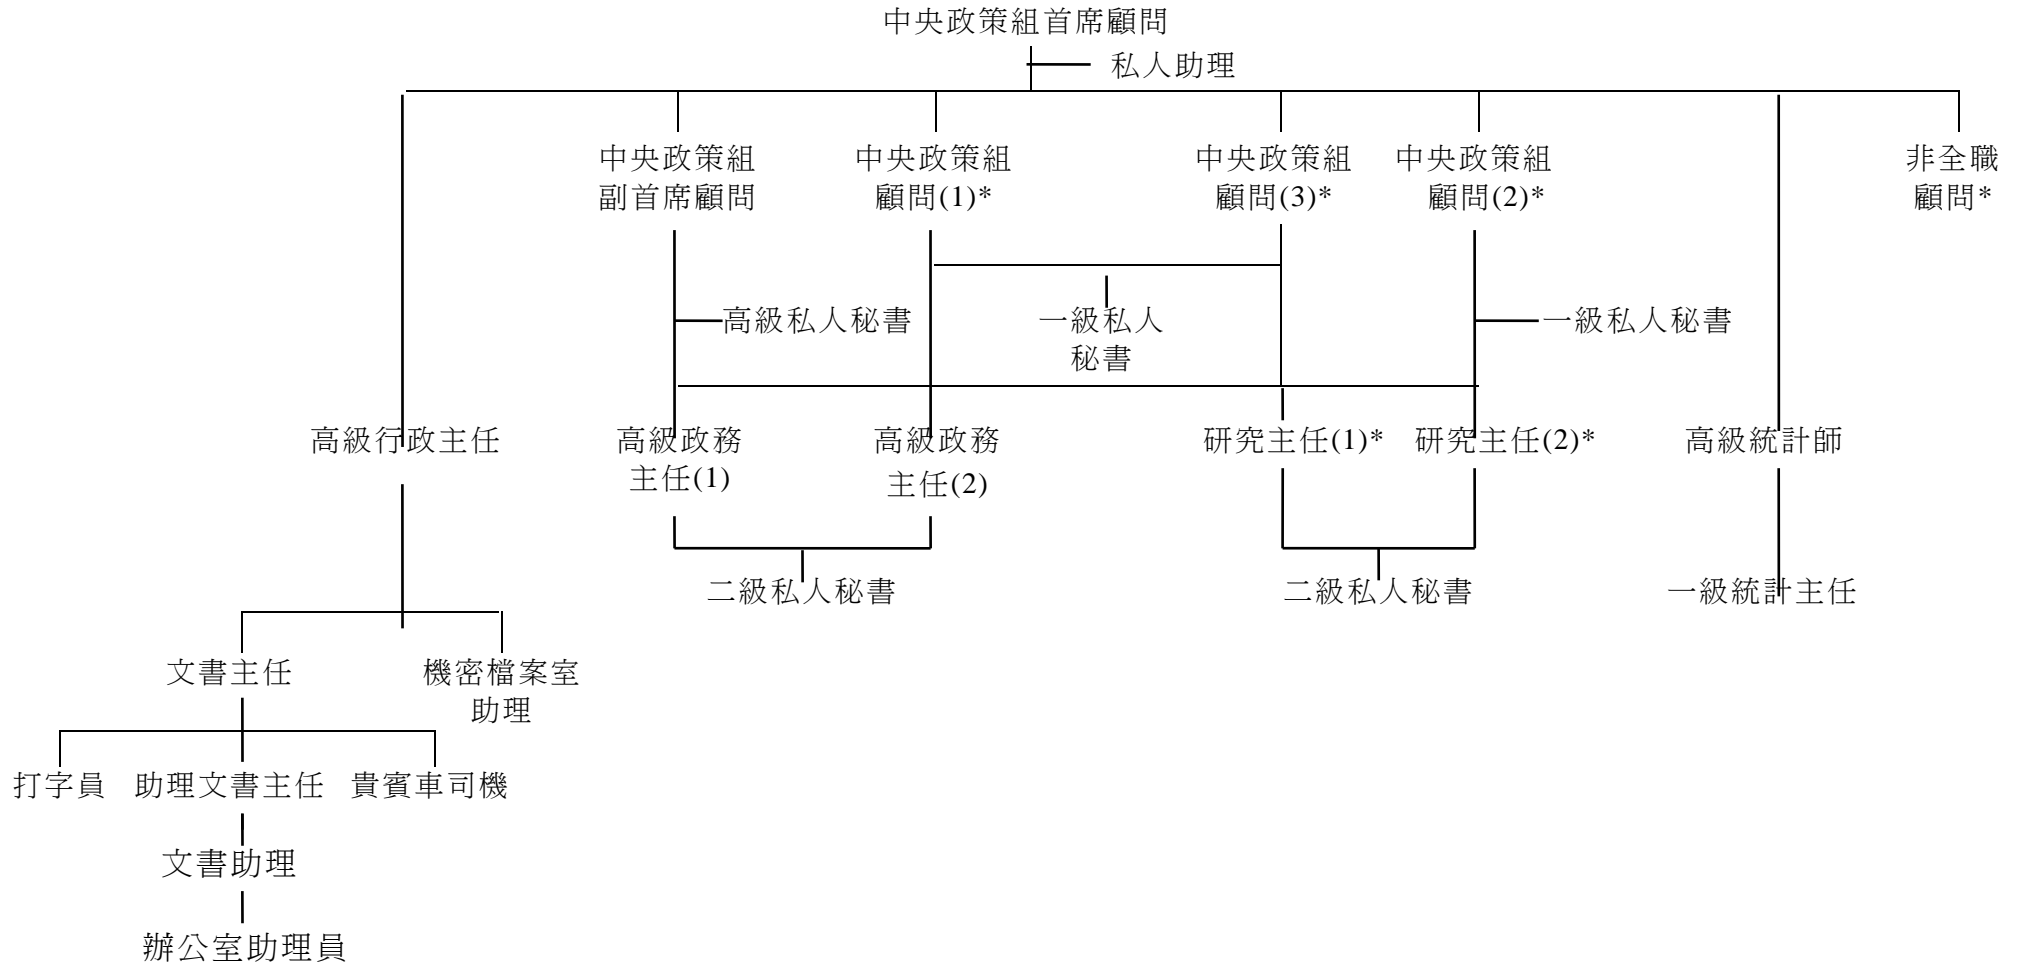 中央政策組首席顧問
私人助理
中央政策組
副首席顧問
中央政策組
顧問(1)*
中央政策組
顧問(3)*
中央政策組
顧問(2)*
非全職
顧問*
高級私人秘書
一級私人
秘書
一級私人秘書
高級行政主任
高級政務
主任(1)
高級政務
主任(2)
研究主任(1)*
研究主任(2)*
高級統計師
二級私人秘書
二級私人秘書
一級統計主任
文書主任
機密檔案室
助理
打字員
助理文書主任
貴賓車司機
文書助理
辦公室助理員